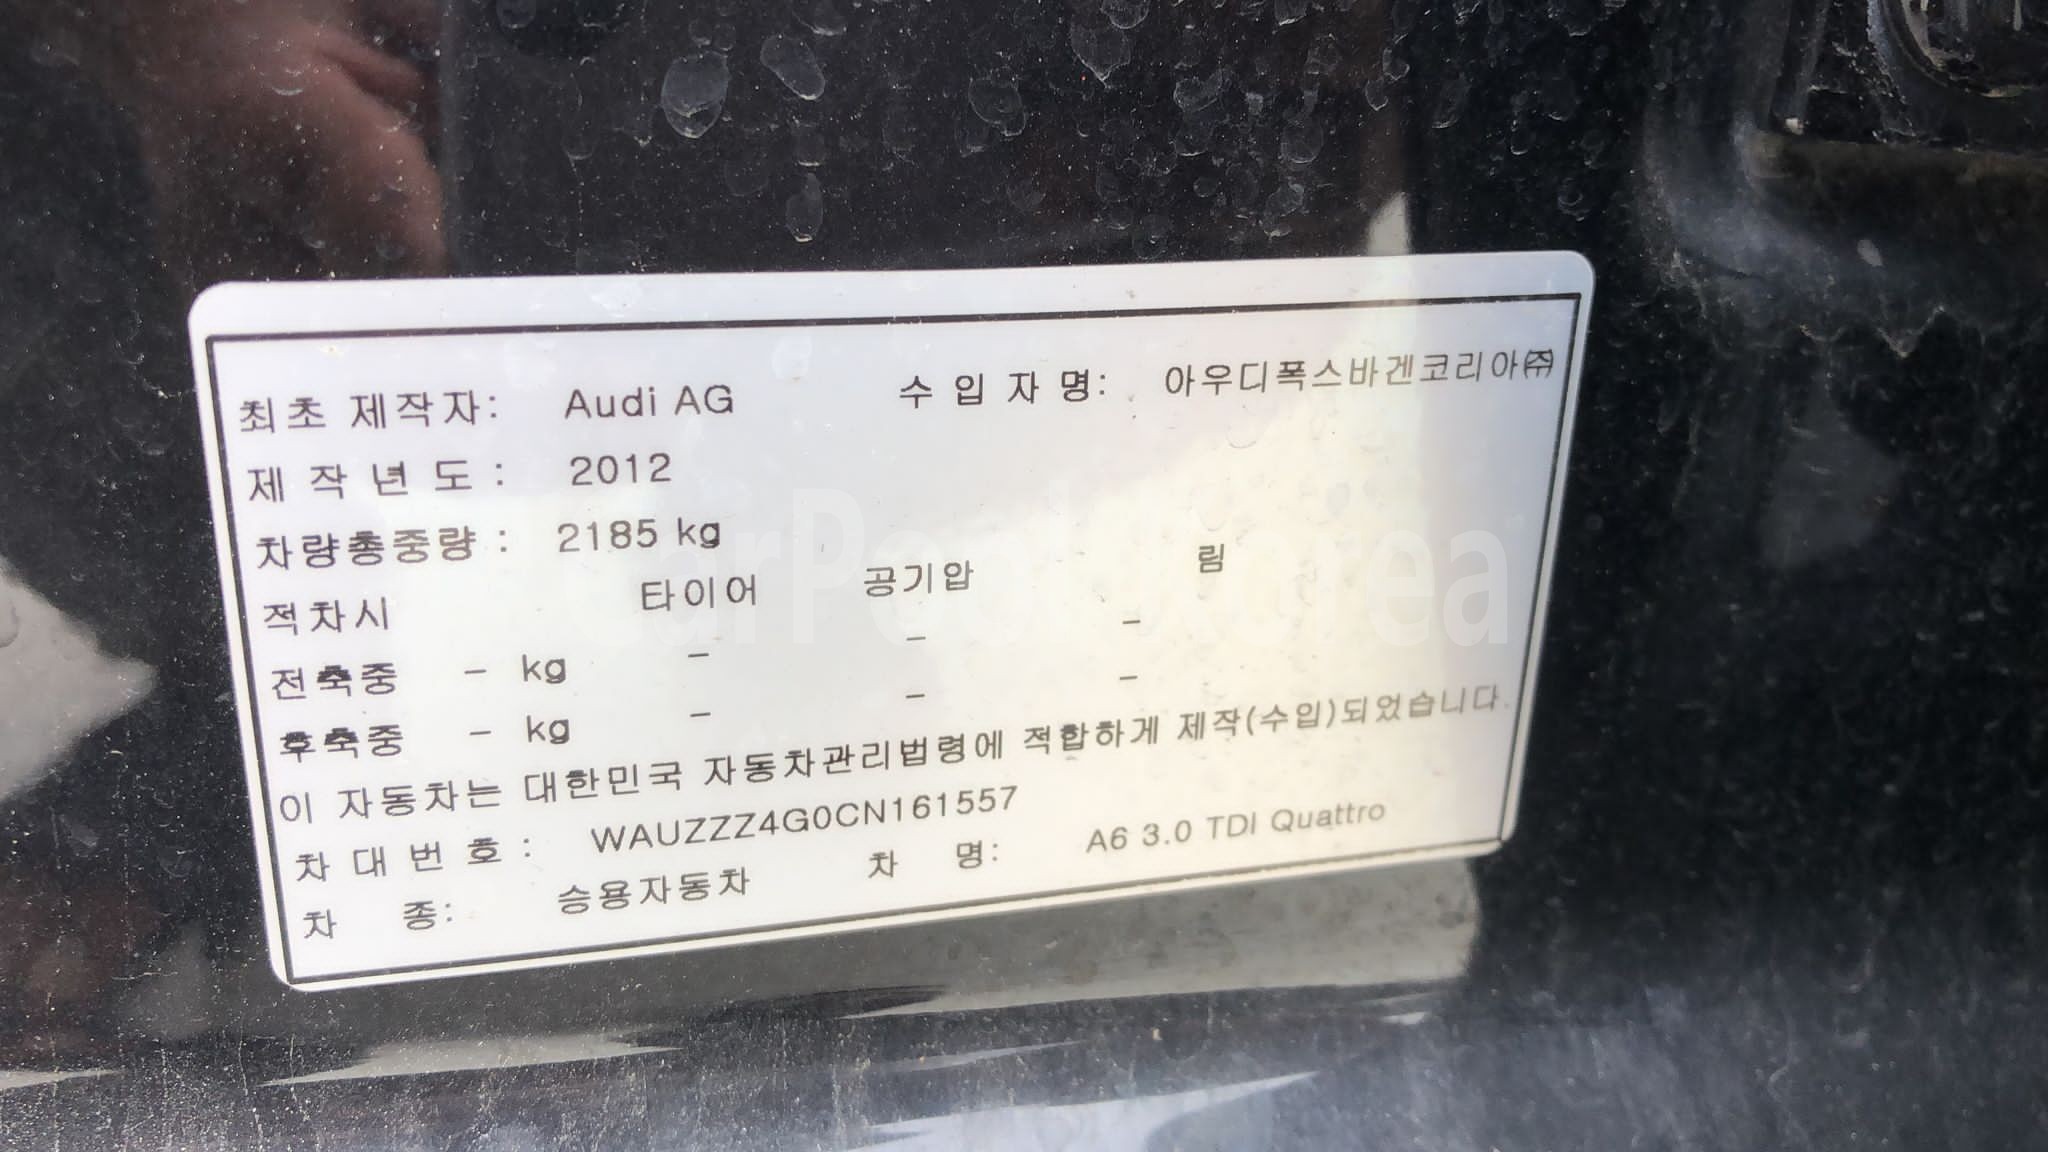 최초 제작자: Audi AG 수 입 자 명: 아우디폭스바겐코리아㈜
제 작 년 도 : 2012
차량총중량 : 2185 kg
적차시 타이어 공기압 림
전축중 - kg - - -
후축중 - kg - - -
이 자동차는 대한민국 자동차관리법령에 적합하게 제작(수입)되었습니다.
차 대 번 호 : WAUZZZ4G0CN161557
차 종: 승용자동차 차 명: A6 3.0 TDI Quattro